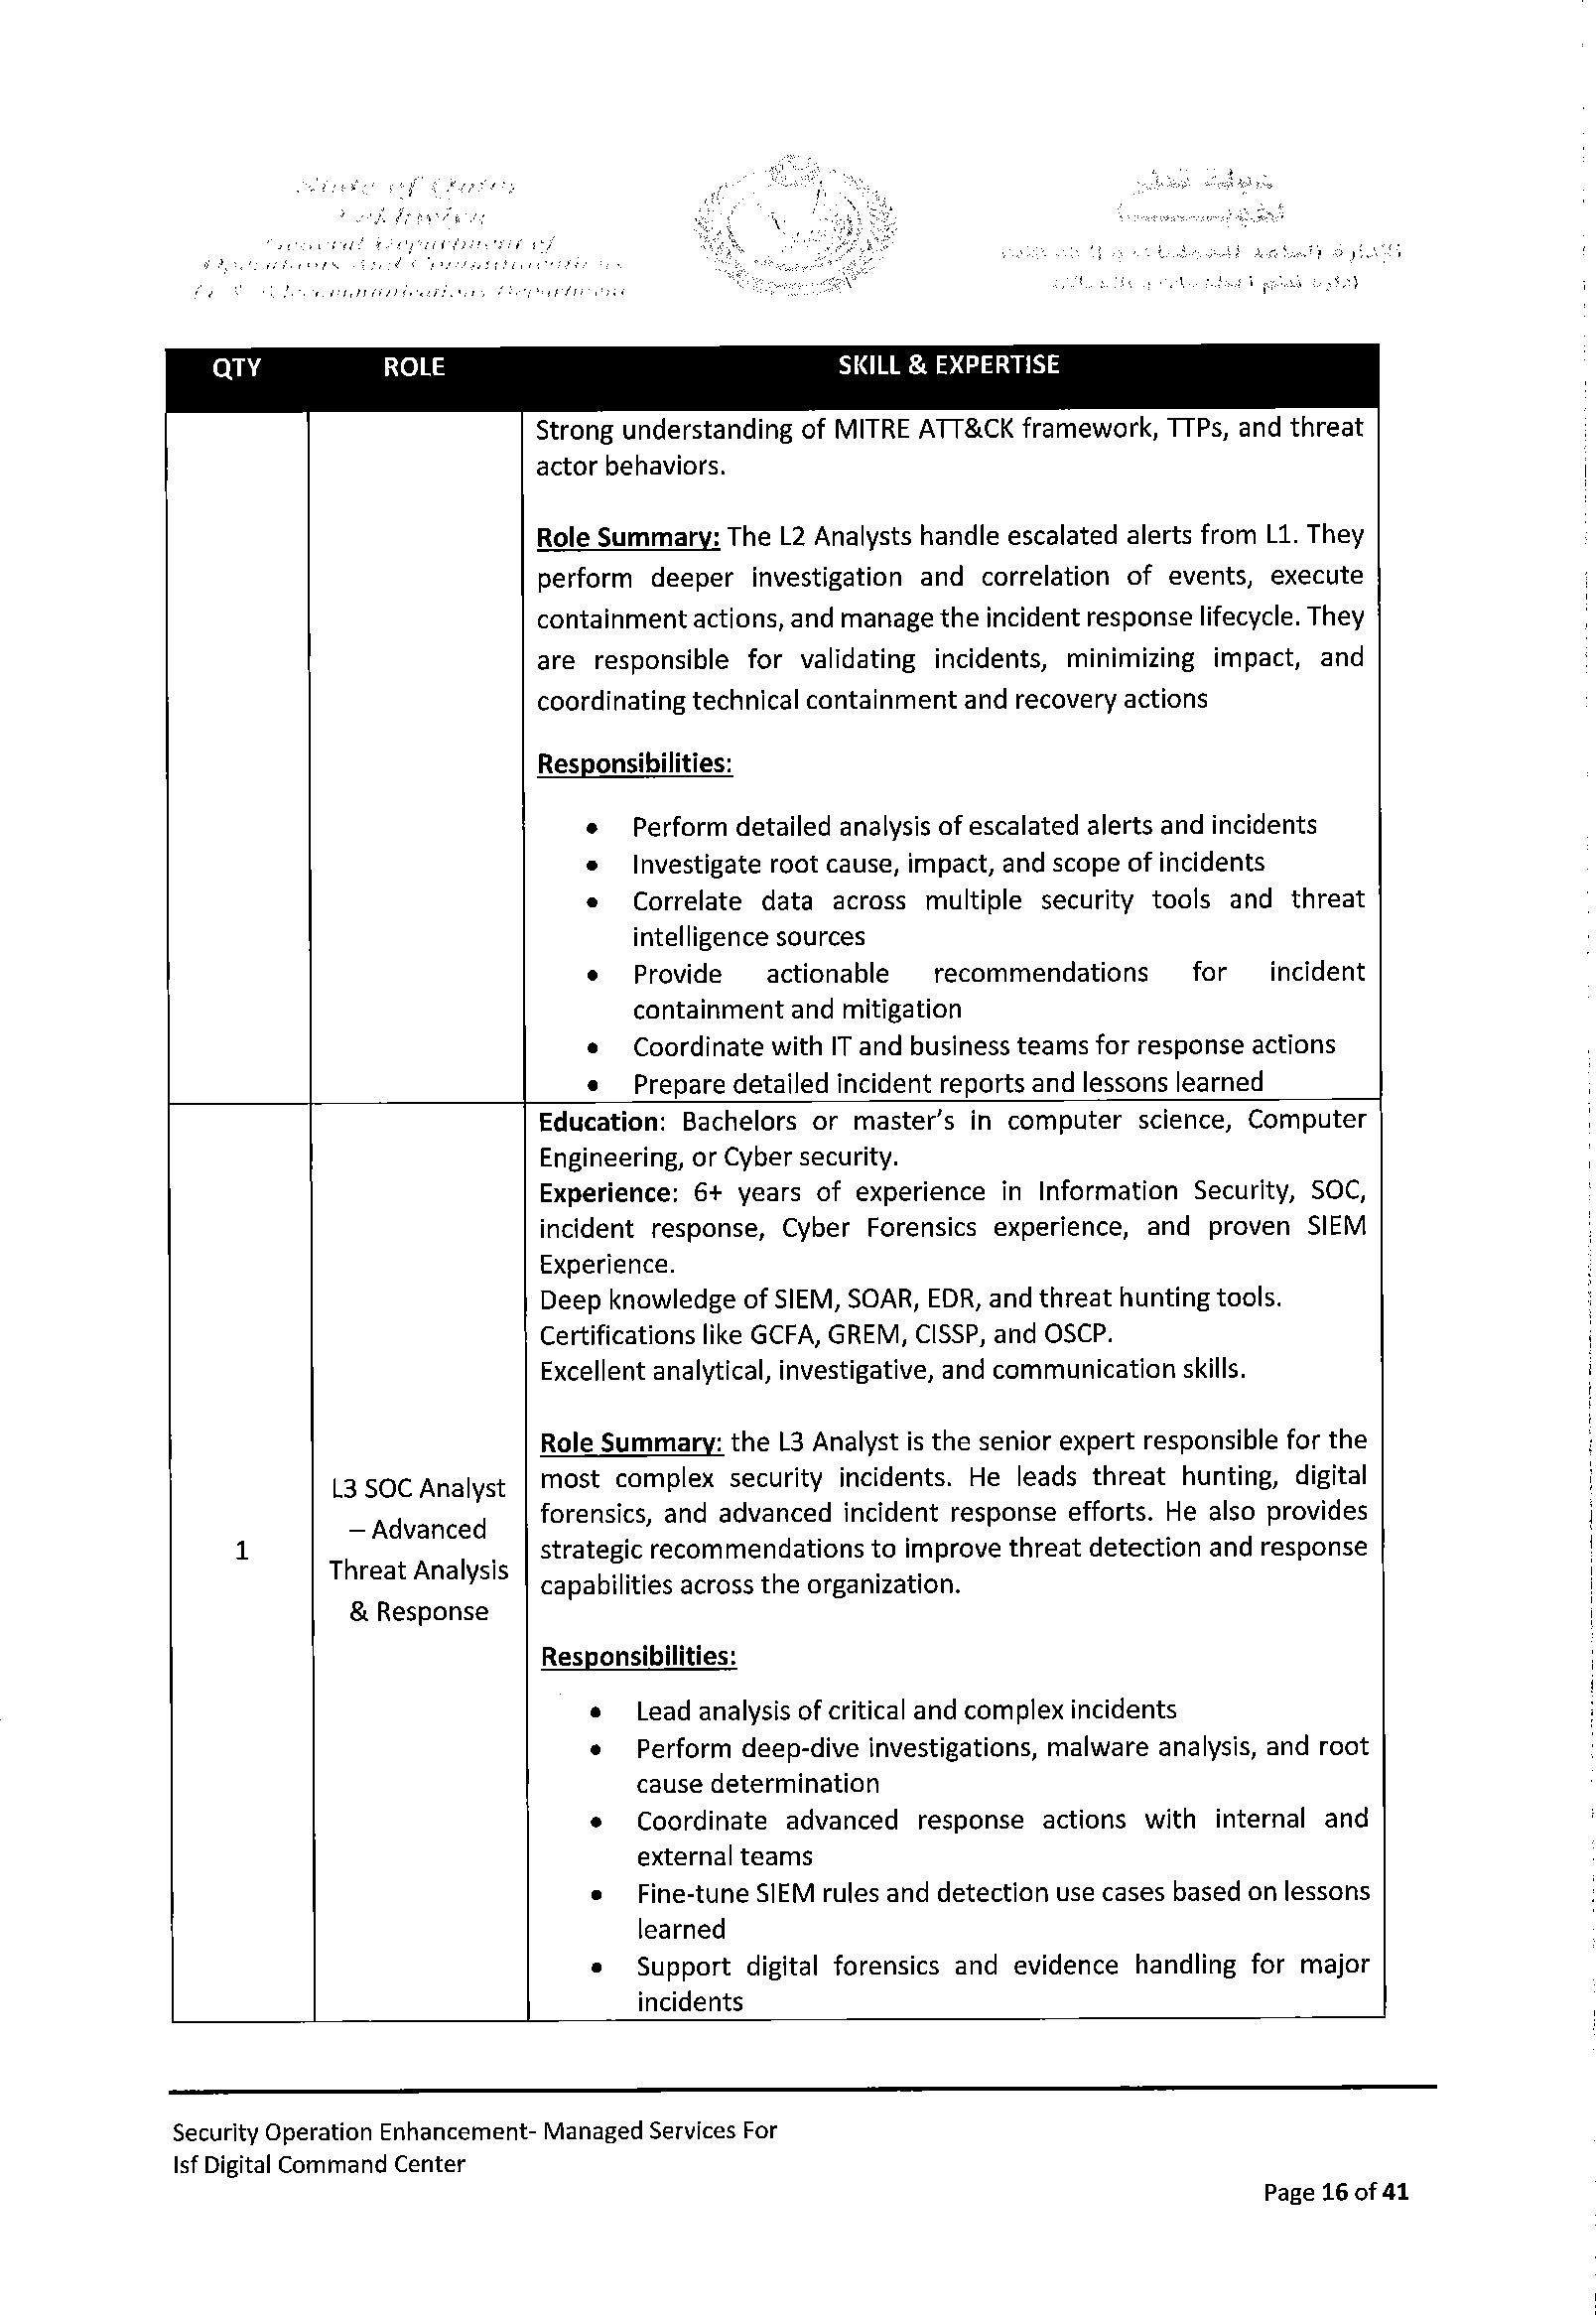 State of Qatar
General Department of
Operations And Communications
Telecommunications Department
QTY ROLE SKILL & EXPERTISE
Strong understanding of MITRE ATT&CK framework, TTPs, and threat
actor behaviors.
Role Summary: The L2 Analysts handle escalated alerts from L1. They
perform deeper investigation and correlation of events, execute
containment actions, and manage the incident response lifecycle. They
are responsible for validating incidents, minimizing impact, and
coordinating technical containment and recovery actions
Responsibilities:
• Perform detailed analysis of escalated alerts and incidents
• Investigate root cause, impact, and scope of incidents
• Correlate data across multiple security tools and threat
intelligence sources
• Provide actionable recommendations for incident
containment and mitigation
• Coordinate with IT and business teams for response actions
• Prepare detailed incident reports and lessons learned
1
L3 SOC Analyst
– Advanced
Threat Analysis
& Response
Education: Bachelors or master's in computer science, Computer
Engineering, or Cyber security.
Experience: 6+ years of experience in Information Security, SOC,
incident response, Cyber Forensics experience, and proven SIEM
Experience.
Deep knowledge of SIEM, SOAR, EDR, and threat hunting tools.
Certifications like GCFA, GREM, CISSP, and OSCP.
Excellent analytical, investigative, and communication skills.
Role Summary: the L3 Analyst is the senior expert responsible for the
most complex security incidents. He leads threat hunting, digital
forensics, and advanced incident response efforts. He also provides
strategic recommendations to improve threat detection and response
capabilities across the organization.
Responsibilities:
• Lead analysis of critical and complex incidents
• Perform deep-dive investigations, malware analysis, and root
cause determination
• Coordinate advanced response actions with internal and
external teams
• Fine-tune SIEM rules and detection use cases based on lessons
learned
• Support digital forensics and evidence handling for major
incidents
Security Operation Enhancement- Managed Services For
Isf Digital Command Center
Page 16 of 41